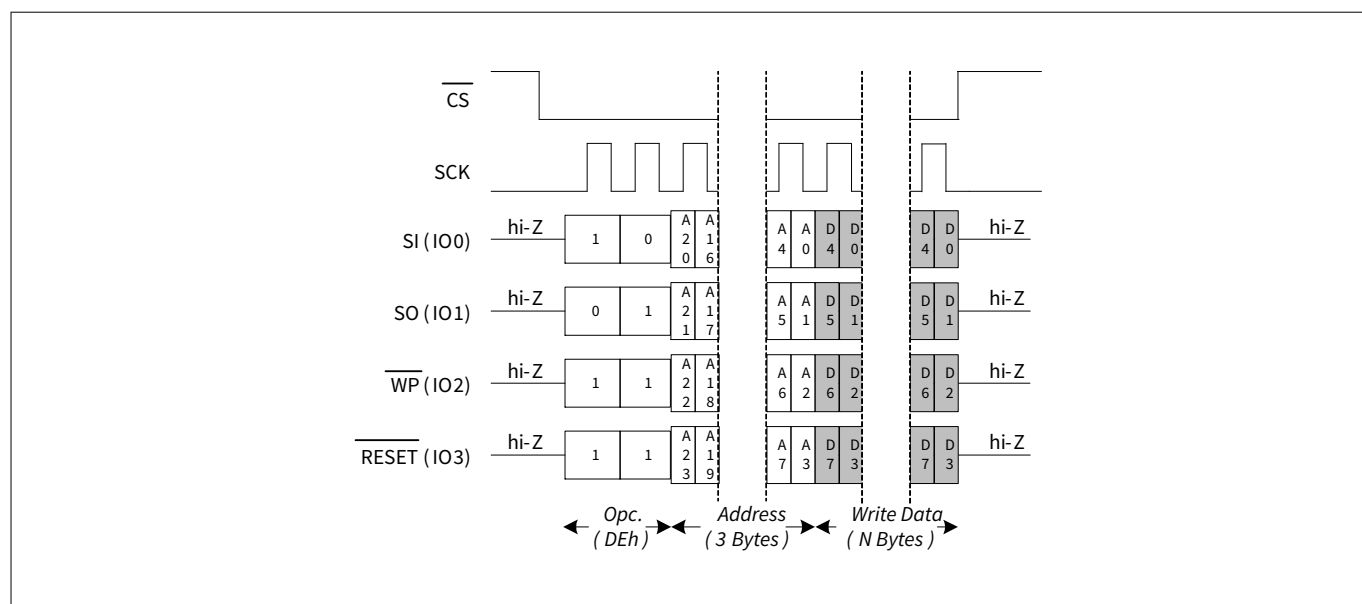 CS
SCK
SI (IO0) hi-Z 1 0 A20 A16 A4 A0 D4 D0 D4 D0 hi-Z
SO (IO1) hi-Z 0 1 A21 A17 A5 A1 D5 D1 D5 D1 hi-Z
WP (IO2) hi-Z 1 1 A22 A18 A6 A2 D6 D2 D6 D2 hi-Z
RESET (IO3) hi-Z 1 1 A23 A19 A7 A3 D7 D3 D7 D3 hi-Z
Opc. Address Write Data
( DEh ) ( 3 Bytes ) ( N Bytes )